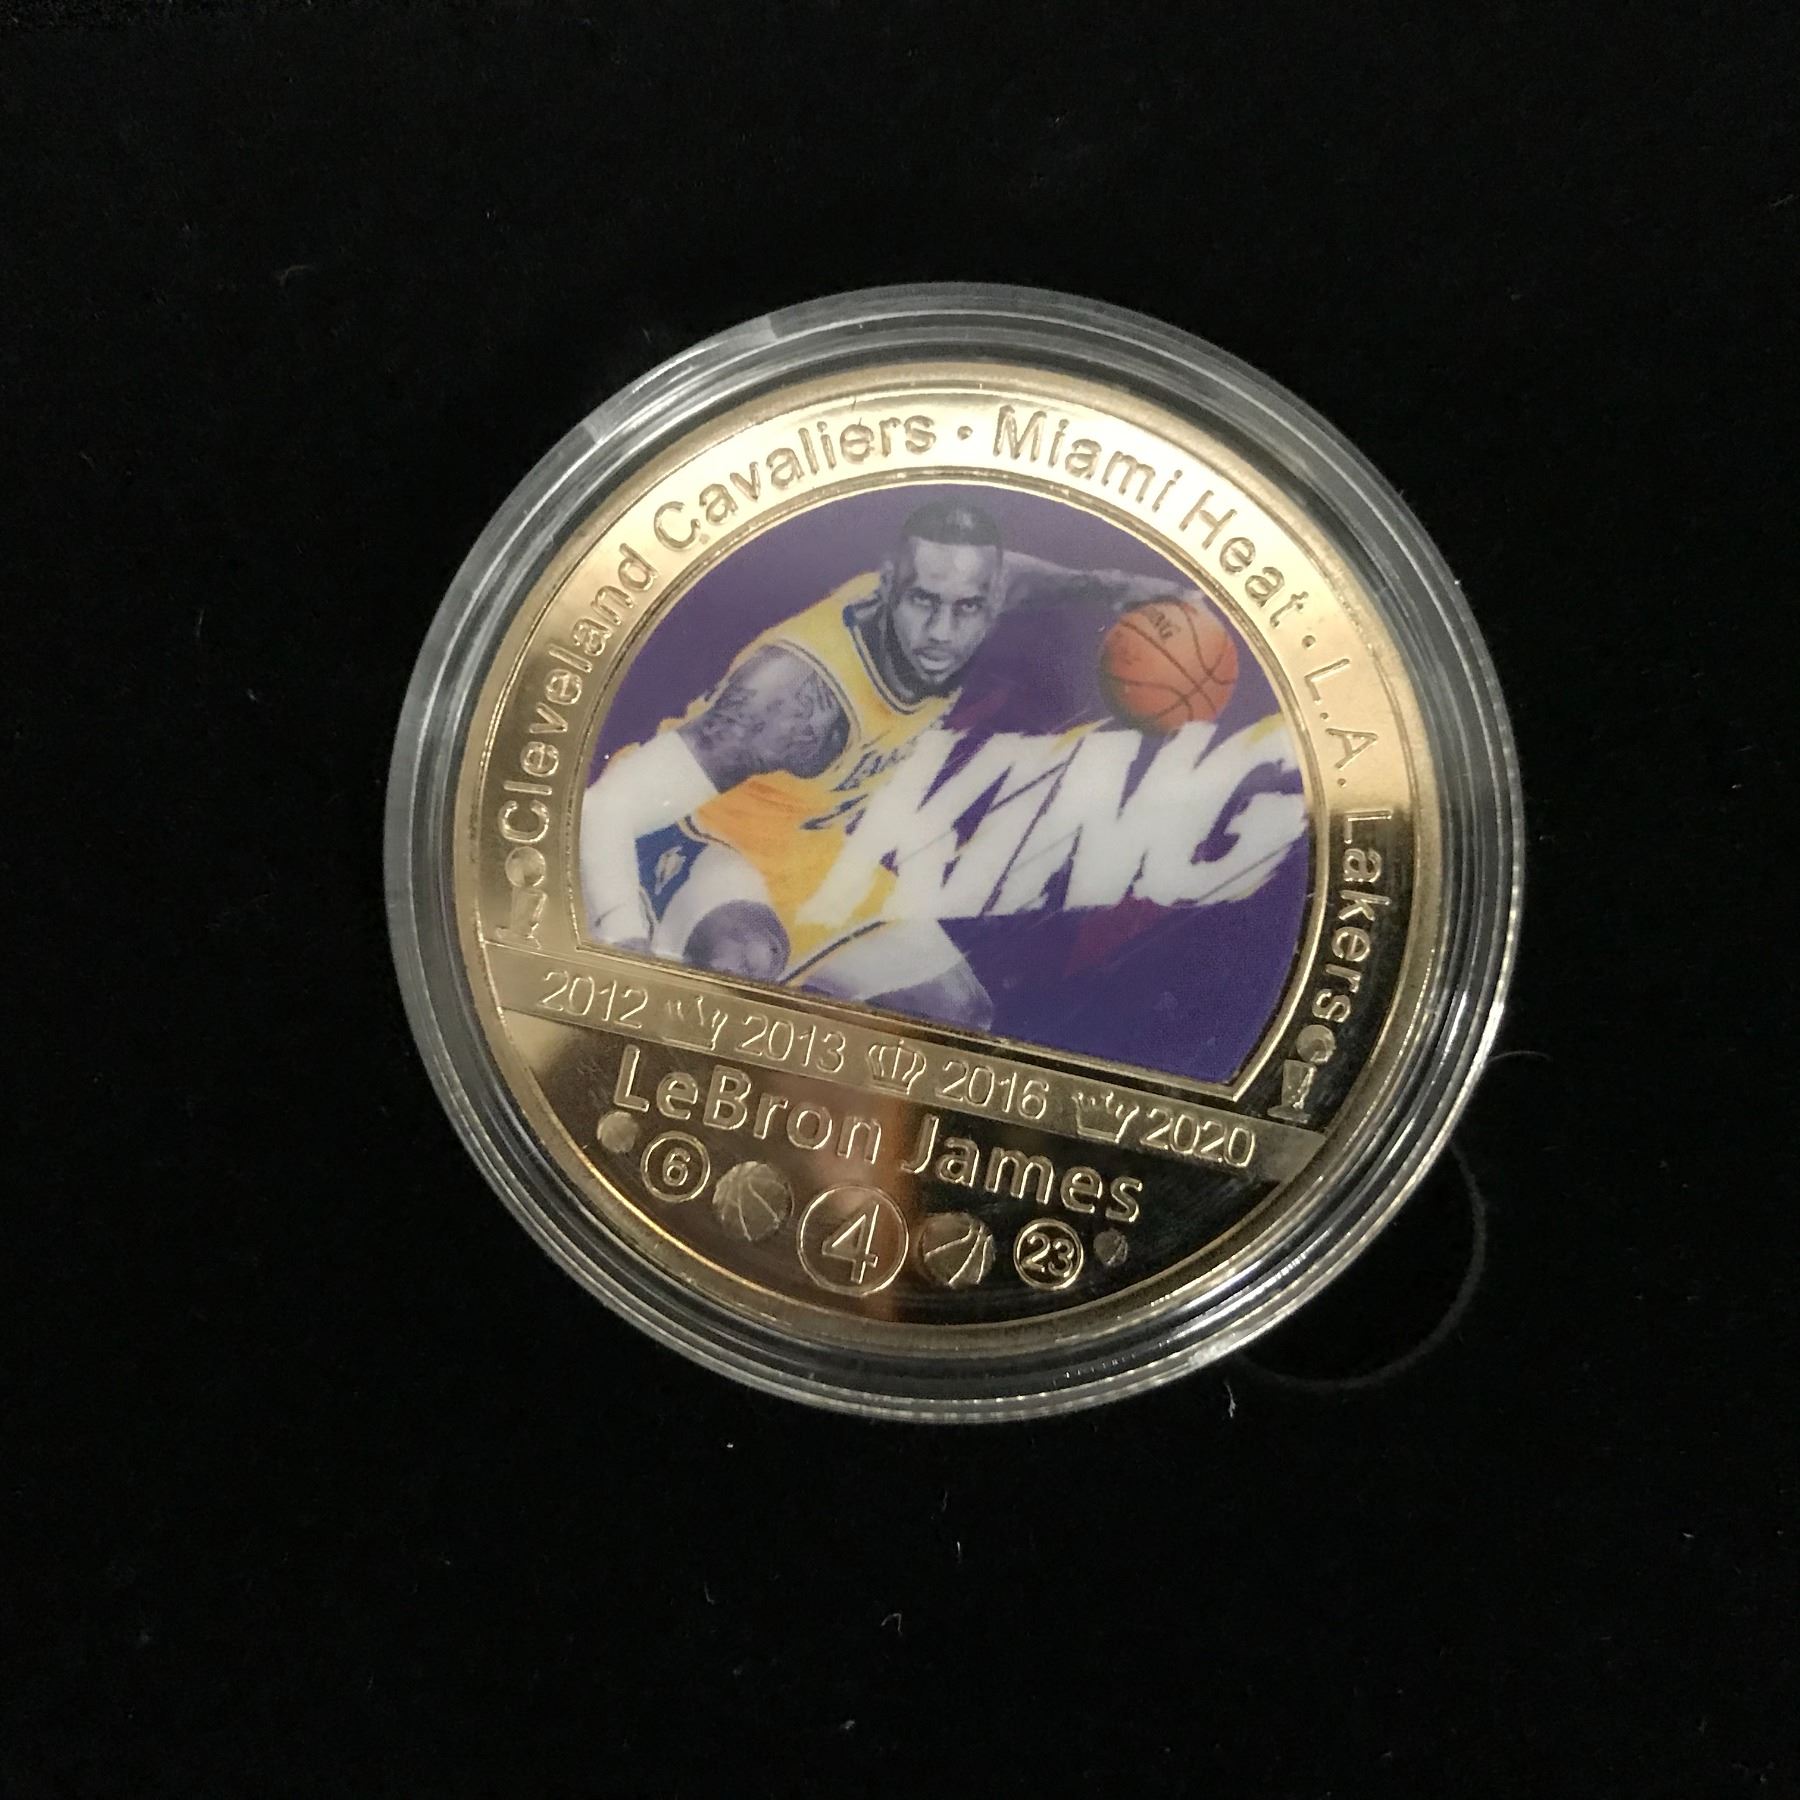 Cleveland Cavaliers · Miami Heat · L.A. Lakers
KING
2012 2013 2016 2020
LeBron James
6 4 23